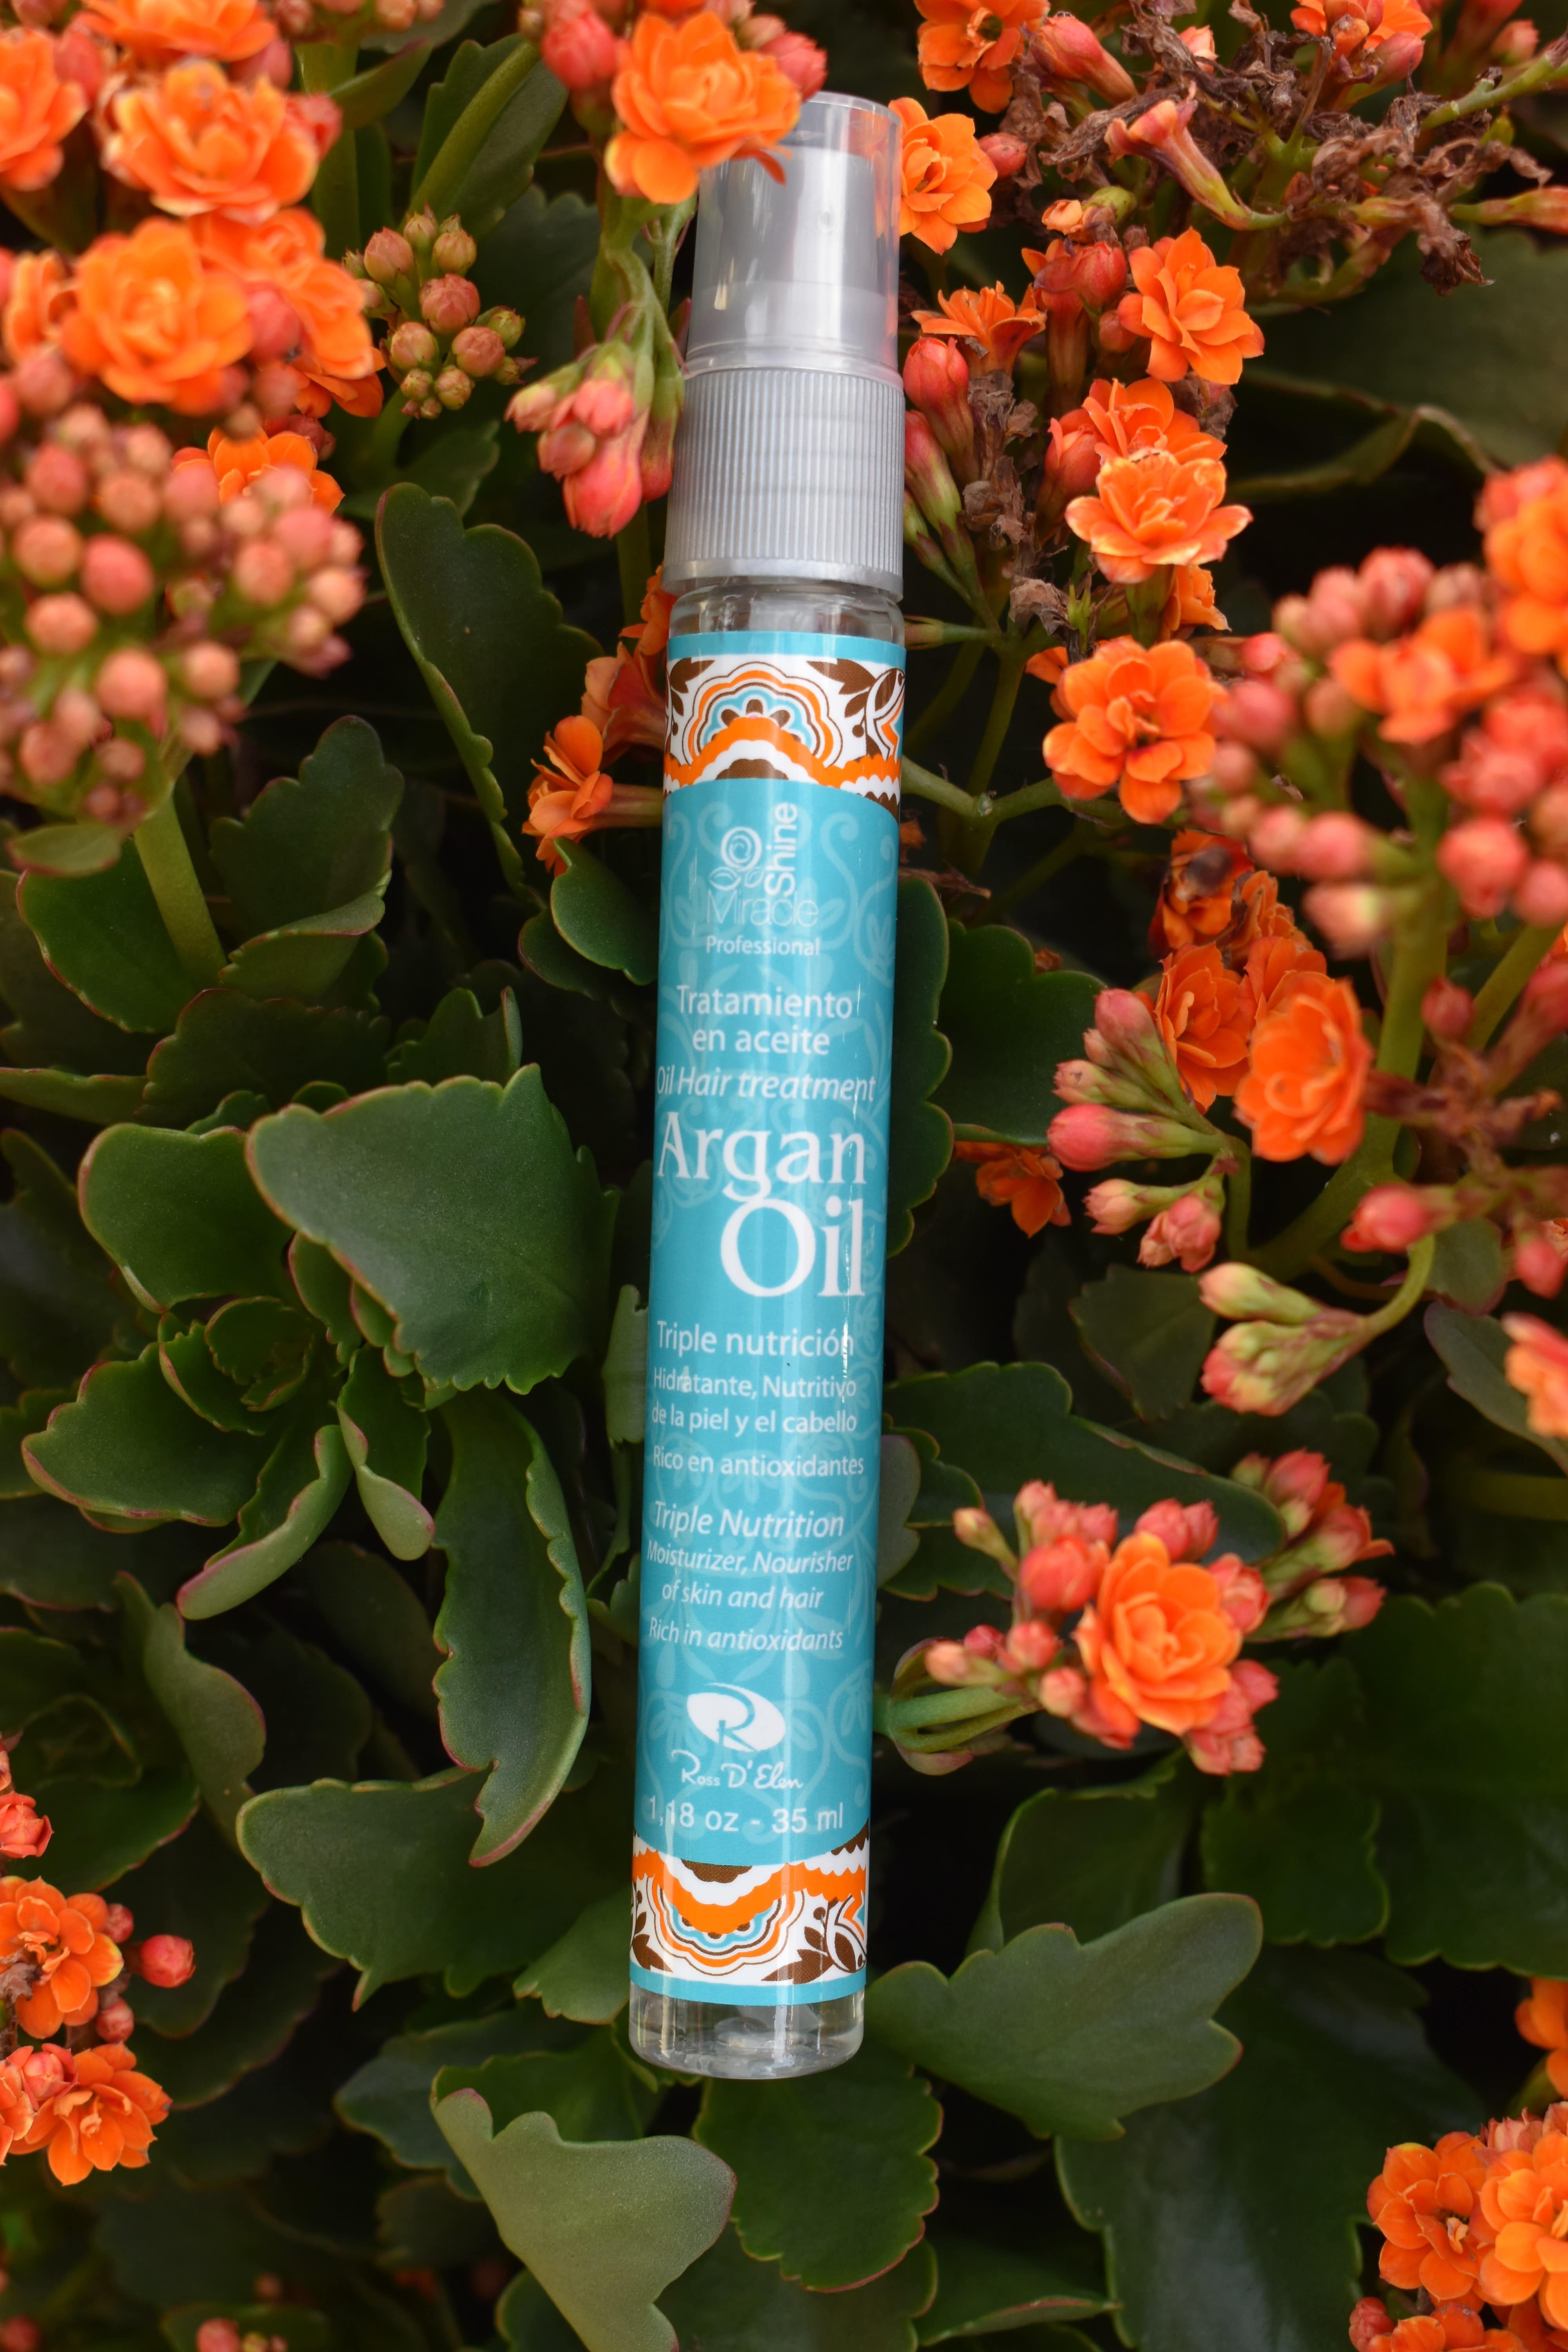 Miracle Shine
Professional
Tratamiento
en aceite
Oil Hair treatment
Argan
Oil
Triple nutrición
Hidratante, Nutritivo
de la piel y el cabello
Rico en antioxidantes
Triple Nutrition
Moisturizer, Nourisher
of skin and hair
Rich in antioxidants
R
Ross D'Elen
1,18 oz - 35 ml